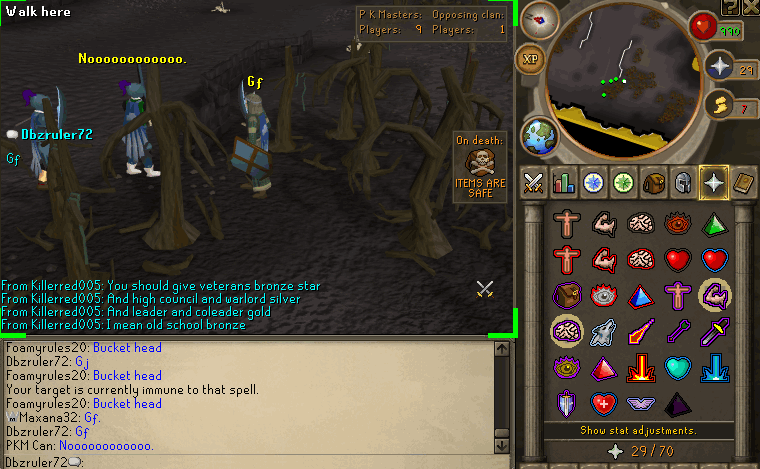 Walk here
P K Masters: Opposing clan:
Players: 9 Players: 1
Noooooooooooo.
Gf
Dbzruler72
Gf
On death:
ITEMS ARE
SAFE
From Killerred005: You should give veterans bronze star
From Killerred005: And high council and warlord silver
From Killerred005: And leader and coleader gold
From Killerred005: I mean old school bronze
Foamyrules20: Bucket head
Dbzruler72: Gj
Foamyrules20: Bucket head
Your target is currently immune to that spell.
Foamyrules20: Bucket head
Maxana32: Gf.
Dbzruler72: Gf
PKM Can: Noooooooooooo.
Dbzruler72:
?
990
XP
29
7
Show stat adjustments.
29/70